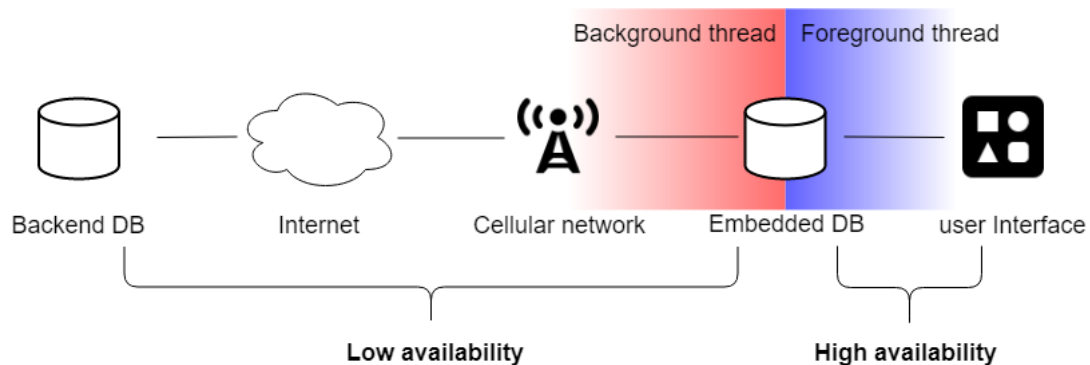 Background thread
Foreground thread
Backend DB
Internet
Cellular network
Embedded DB
user Interface
Low availability
High availability